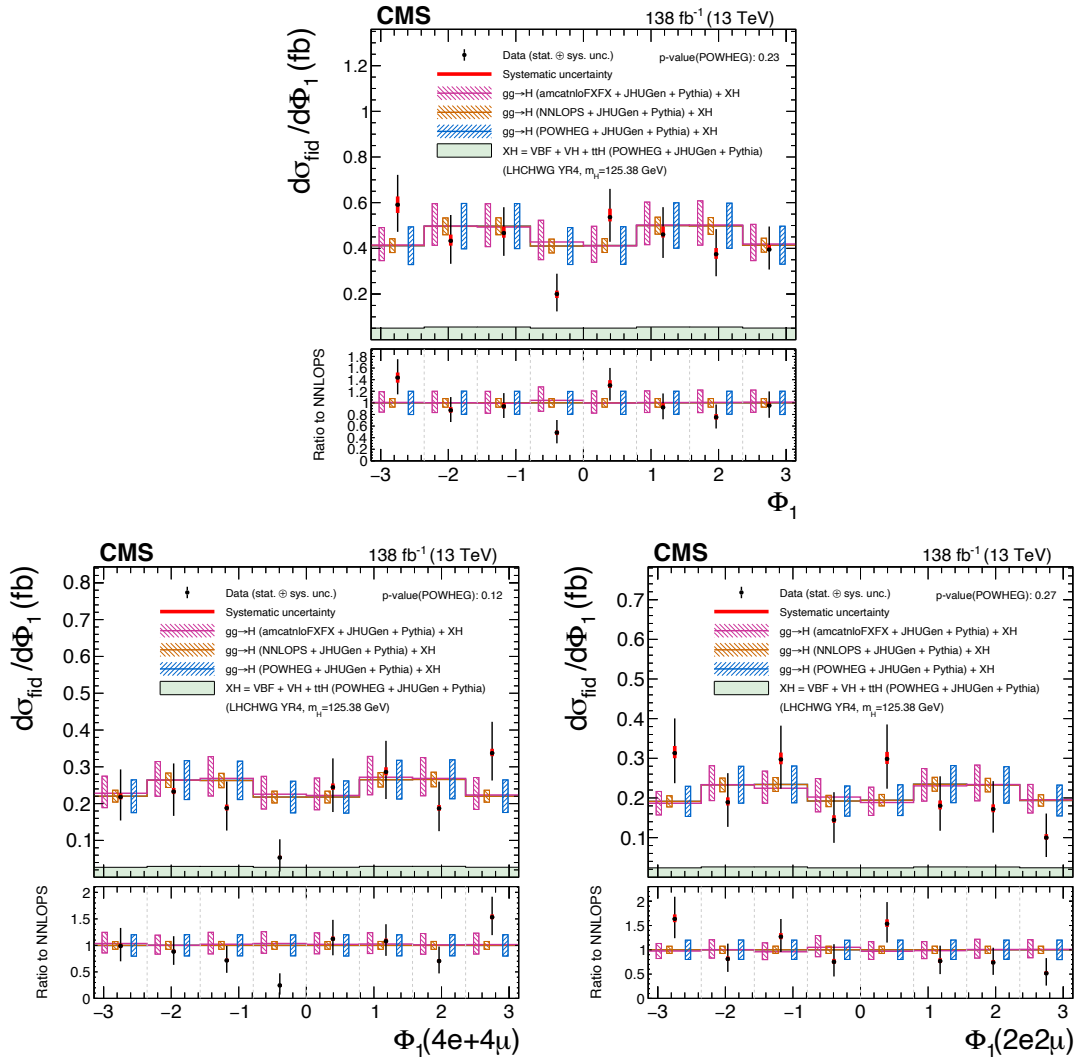 CMS 138 fb⁻¹ (13 TeV)
dσ_fid/dΦ₁ (fb)
Data (stat. ⊕ sys. unc.) p-value(POWHEG): 0.23
Systematic uncertainty
gg→H (amcatnloFXFX + JHUGen + Pythia) + XH
gg→H (NNLOPS + JHUGen + Pythia) + XH
gg→H (POWHEG + JHUGen + Pythia) + XH
XH = VBF + VH + ttH (POWHEG + JHUGen + Pythia)
(LHCHWG YR4, m_H=125.38 GeV)
1.2
1
0.8
0.6
0.4
0.2
Ratio to NNLOPS
1.8
1.6
1.4
1.2
1
0.8
0.6
0.4
0.2
0
−3 −2 −1 0 1 2 3
Φ₁
CMS 138 fb⁻¹ (13 TeV)
dσ_fid/dΦ₁ (fb)
Data (stat. ⊕ sys. unc.) p-value(POWHEG): 0.12
Systematic uncertainty
gg→H (amcatnloFXFX + JHUGen + Pythia) + XH
gg→H (NNLOPS + JHUGen + Pythia) + XH
gg→H (POWHEG + JHUGen + Pythia) + XH
XH = VBF + VH + ttH (POWHEG + JHUGen + Pythia)
(LHCHWG YR4, m_H=125.38 GeV)
0.8
0.7
0.6
0.5
0.4
0.3
0.2
0.1
Ratio to NNLOPS
2
1.5
1
0.5
0
−3 −2 −1 0 1 2 3
Φ₁(4e+4μ)
CMS 138 fb⁻¹ (13 TeV)
dσ_fid/dΦ₁ (fb)
Data (stat. ⊕ sys. unc.) p-value(POWHEG): 0.27
Systematic uncertainty
gg→H (amcatnloFXFX + JHUGen + Pythia) + XH
gg→H (NNLOPS + JHUGen + Pythia) + XH
gg→H (POWHEG + JHUGen + Pythia) + XH
XH = VBF + VH + ttH (POWHEG + JHUGen + Pythia)
(LHCHWG YR4, m_H=125.38 GeV)
0.7
0.6
0.5
0.4
0.3
0.2
0.1
Ratio to NNLOPS
2
1.5
1
0.5
0
−3 −2 −1 0 1 2 3
Φ₁(2e2μ)